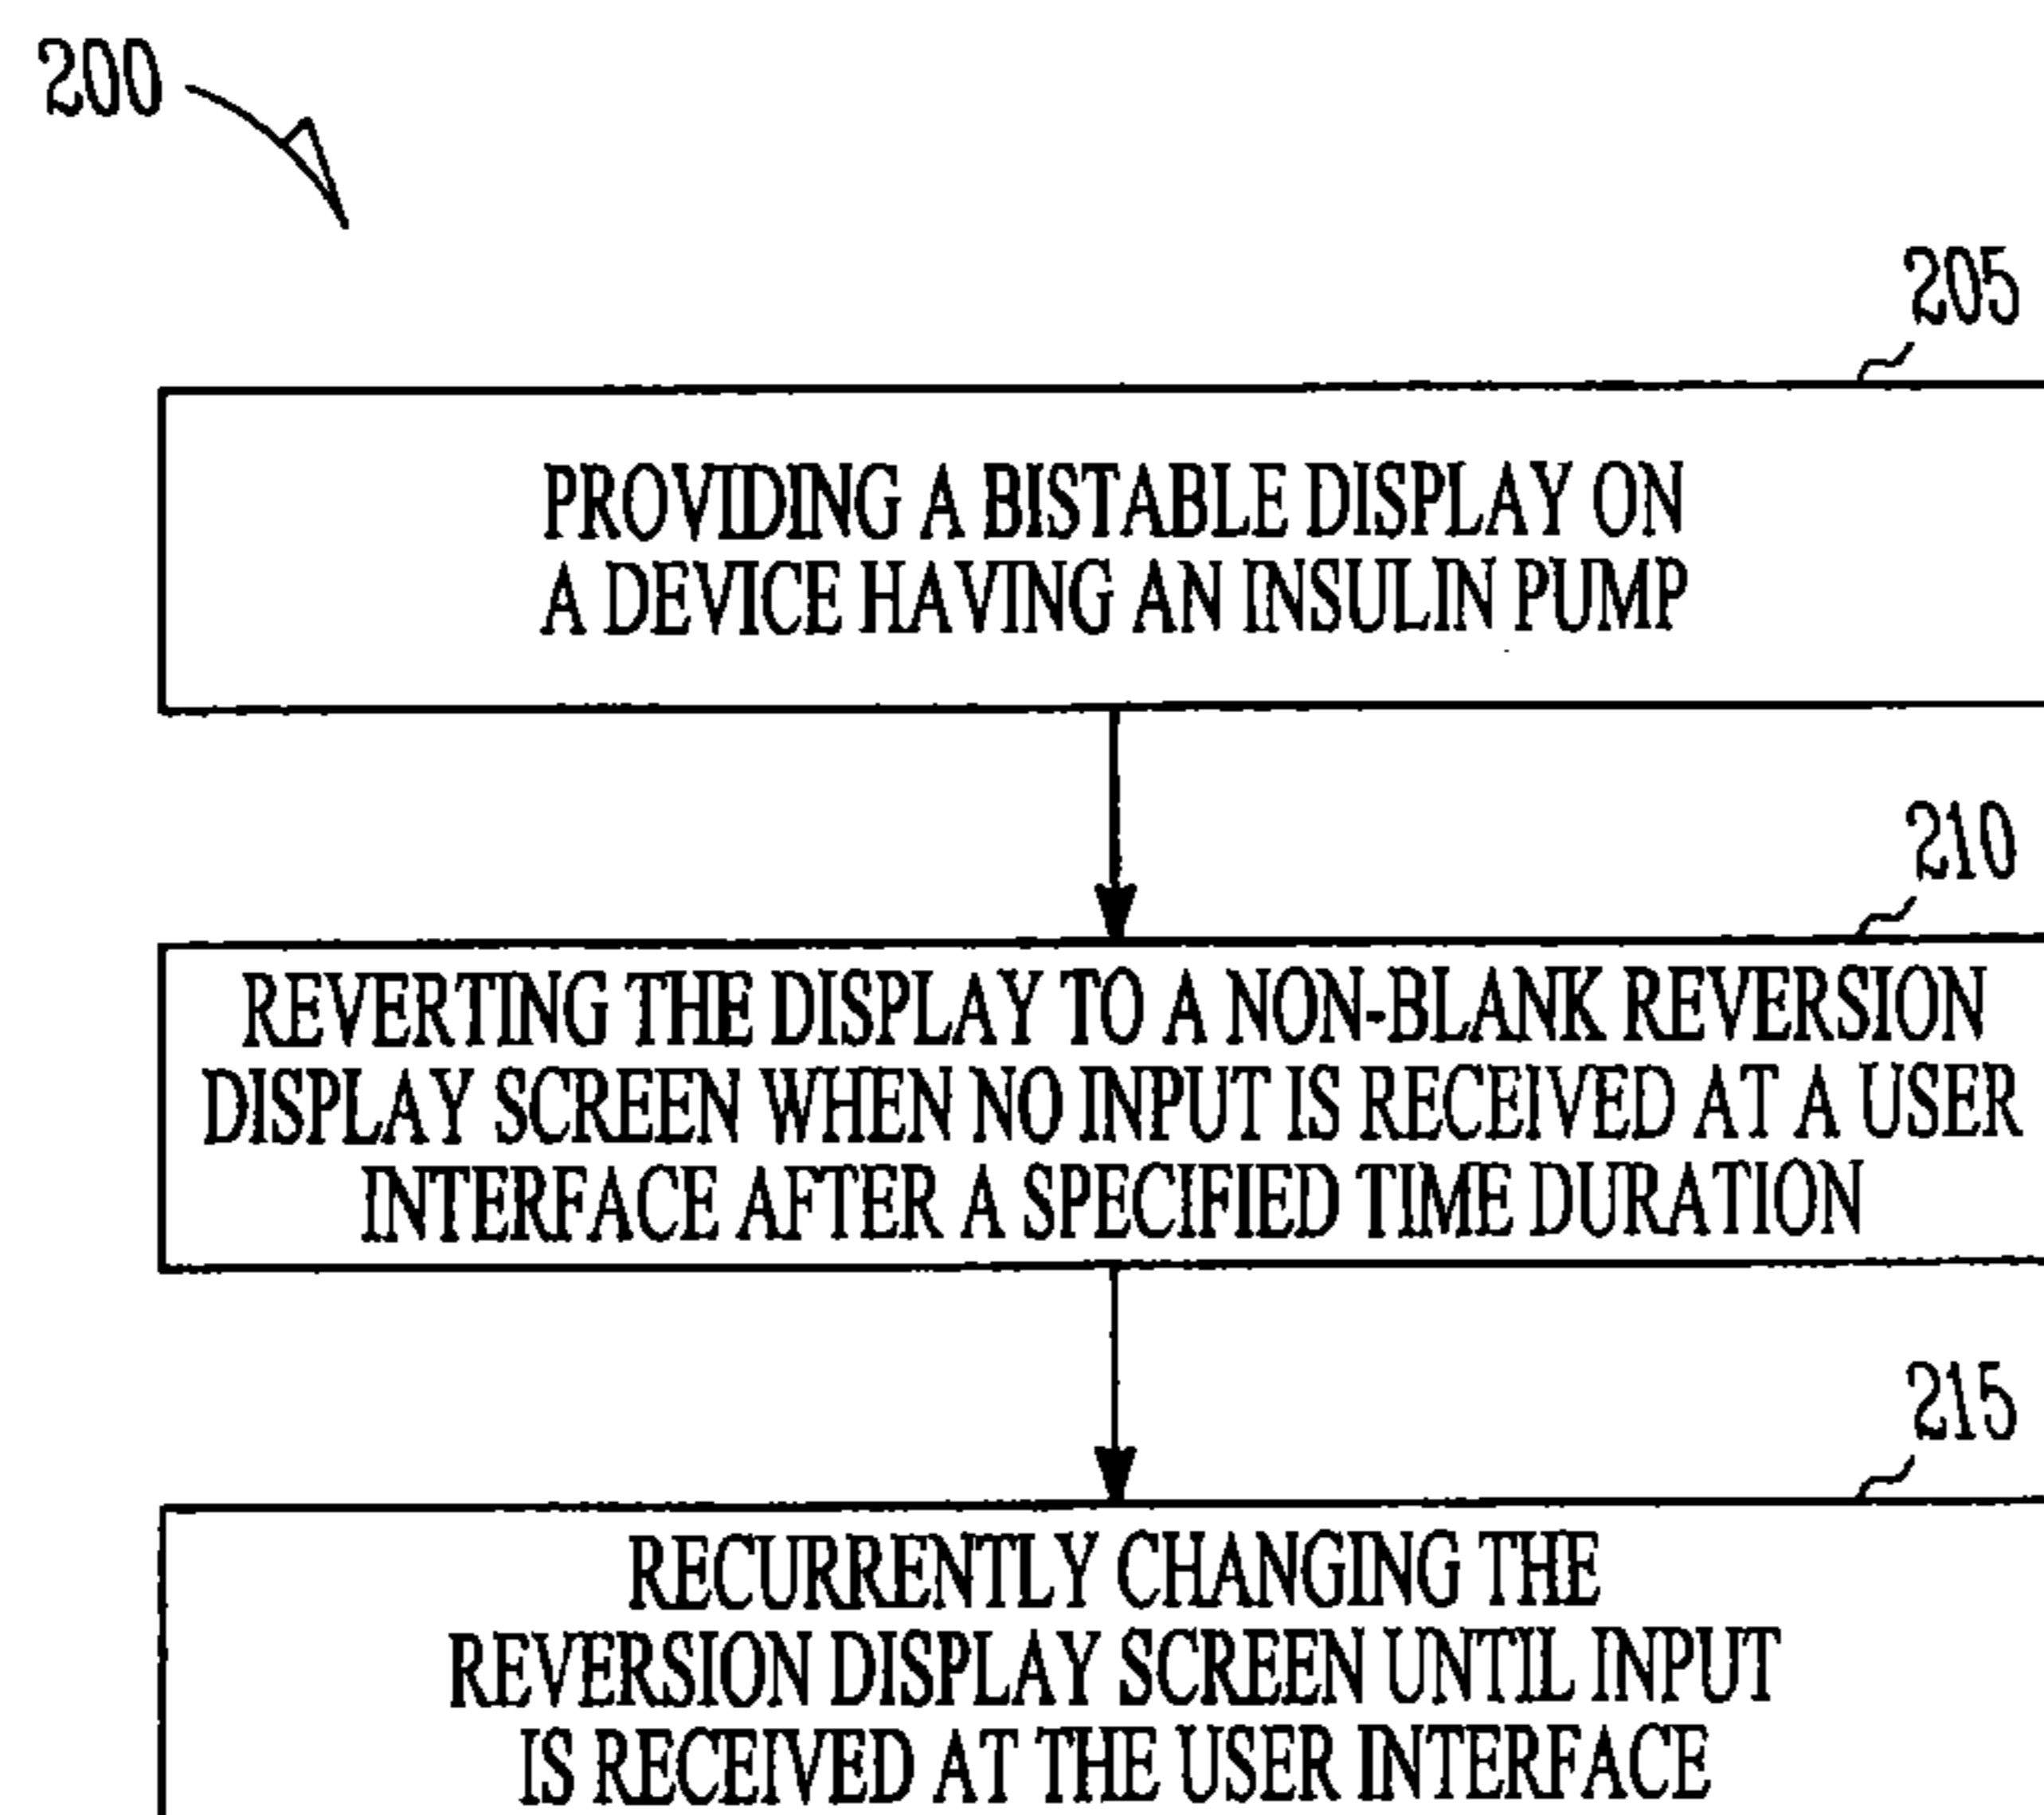 200
205
PROVIDING A BISTABLE DISPLAY ON
A DEVICE HAVING AN INSULIN PUMP
210
REVERTING THE DISPLAY TO A NON-BLANK REVERSION
DISPLAY SCREEN WHEN NO INPUT IS RECEIVED AT A USER
INTERFACE AFTER A SPECIFIED TIME DURATION
215
RECURRENTLY CHANGING THE
REVERSION DISPLAY SCREEN UNTIL INPUT
IS RECEIVED AT THE USER INTERFACE